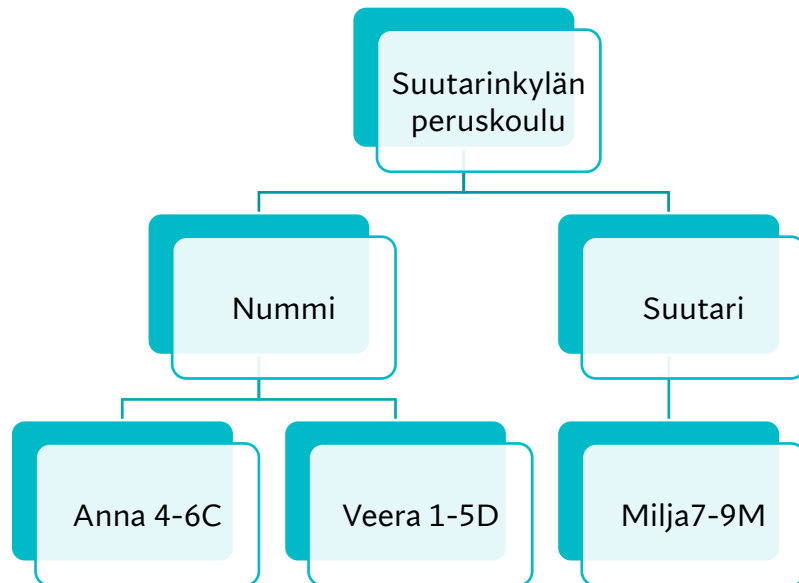 Suutarinkylän
peruskoulu
Nummi
Suutari
Anna 4-6C
Veera 1-5D
Milja7-9M